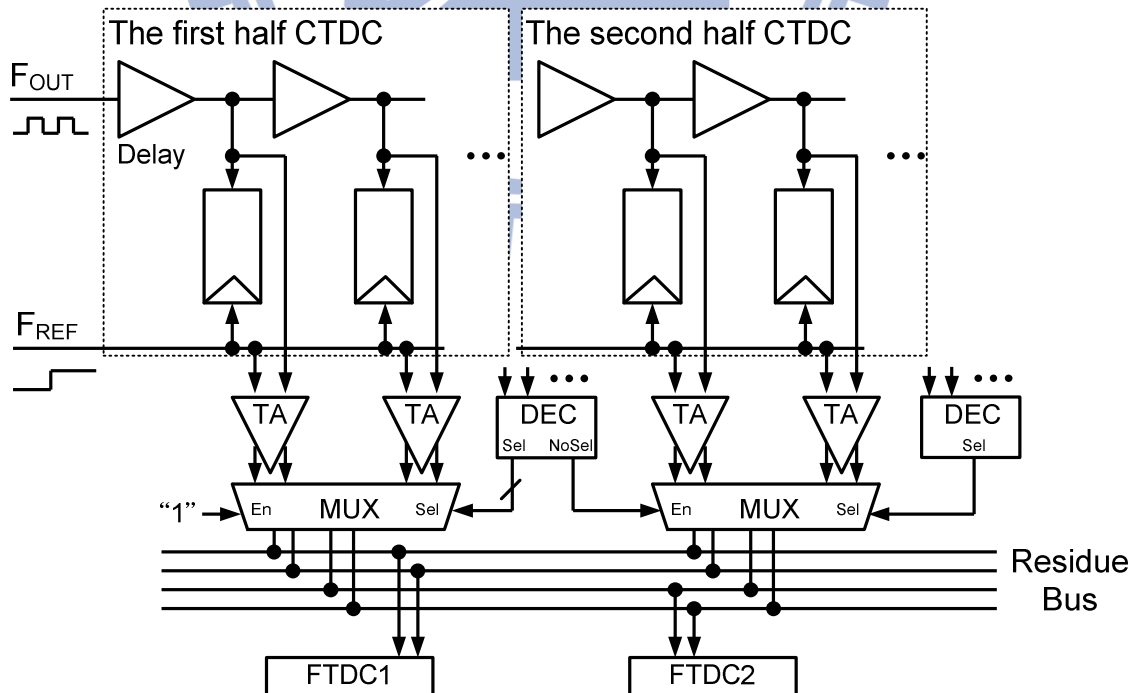 The first half CTDC
The second half CTDC
FOUT
Delay
•••
•••
FREF
•••
•••
TA
TA
DEC
TA
TA
DEC
Sel
NoSel
Sel
“1”
En
MUX
Sel
En
MUX
Sel
Residue
Bus
FTDC1
FTDC2